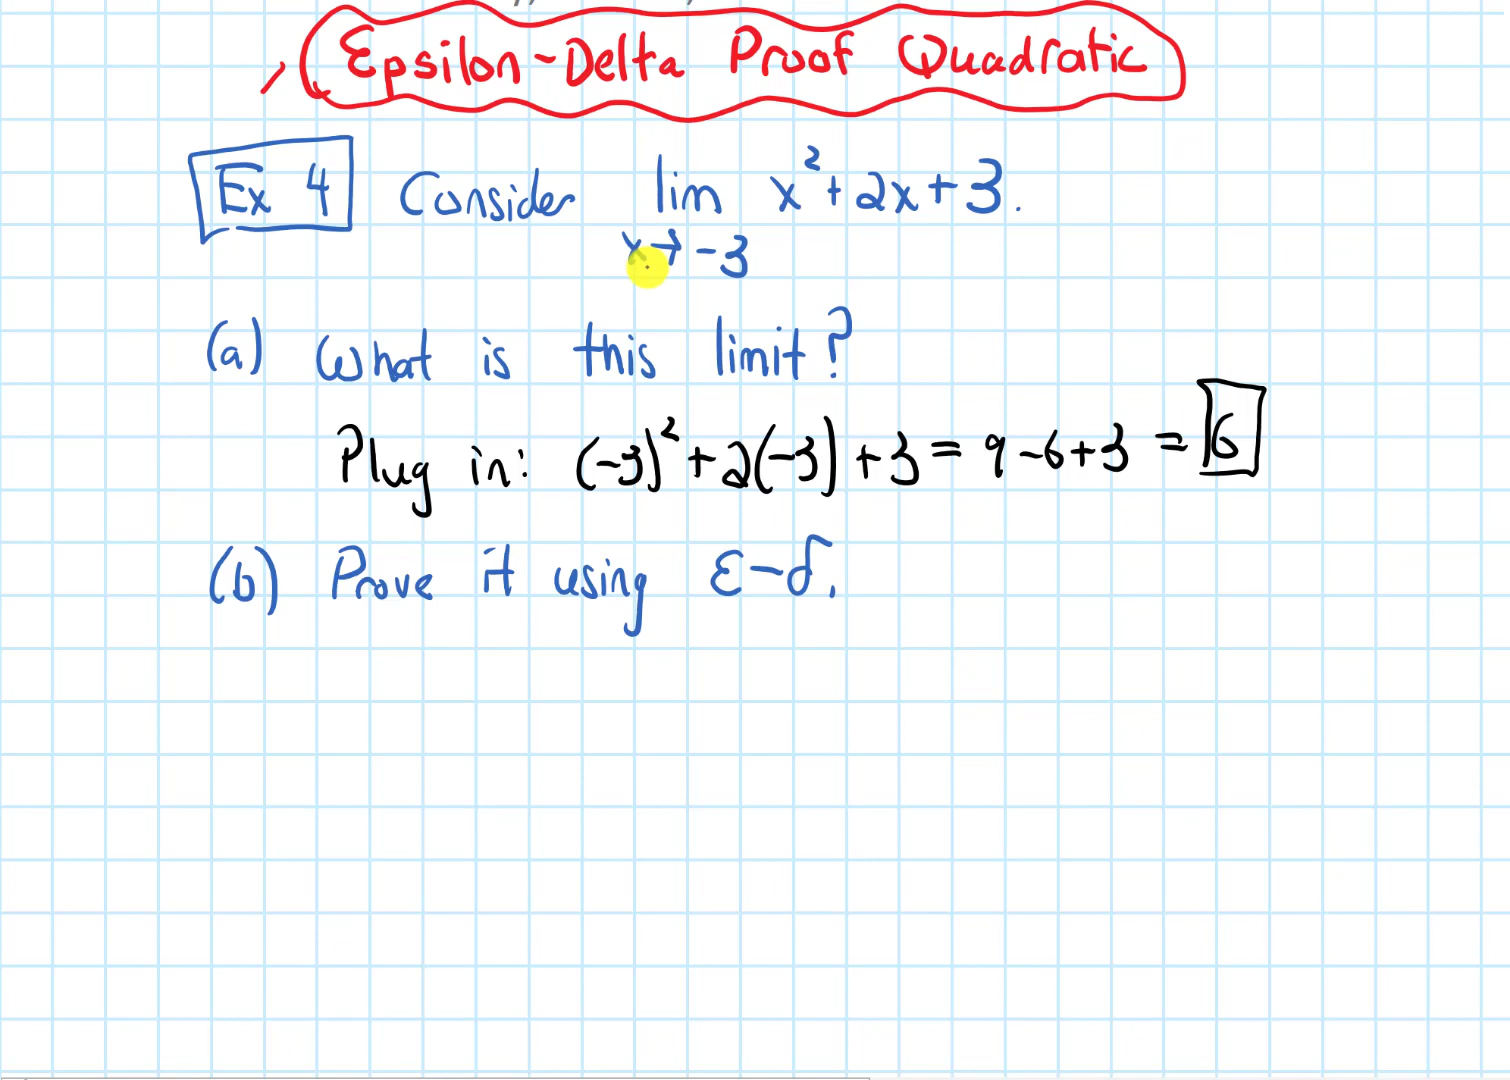 Epsilon-Delta Proof Quadratic
Ex 4 Consider lim x²+2x+3.
x→-3
(a) What is this limit?
Plug in: (-3)²+2(-3)+3=9-6+3=6
(b) Prove it using ε-δ.